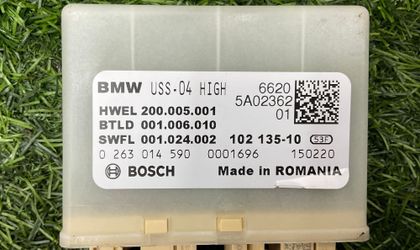 BMW USS-04 HIGH 6620
5A02362
01
HWEL 200.005.001
BTLD 001.006.010
SWFL 001.024.002 102 135-10 53F
0 263 014 590 0001696 150220
BOSCH Made in ROMANIA